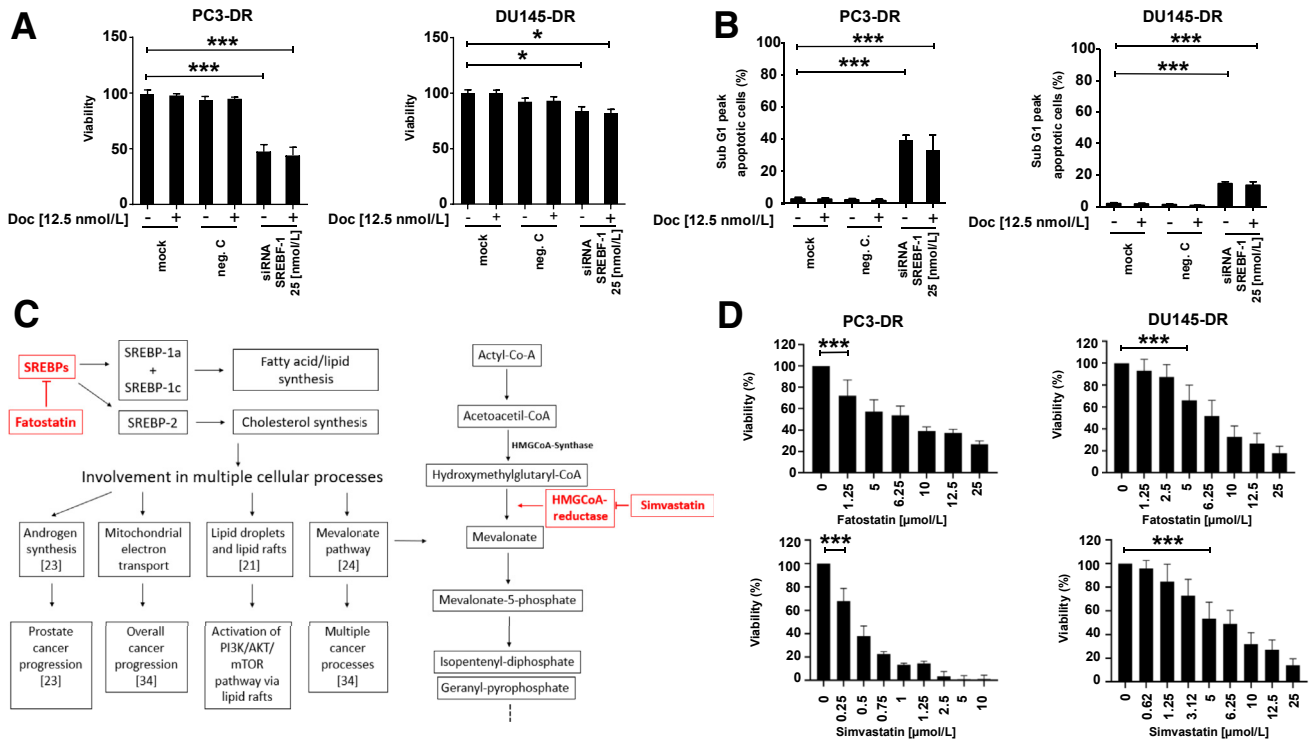 A
PC3-DR
Viability
150
100
50
0
***
***
Doc [12.5 nmol/L]
- + - + - +
mock
neg. C
siRNA
SREBF-1
25 [nmol/L]
DU145-DR
Viability
150
100
50
0
*
*
Doc [12.5 nmol/L]
- + - + - +
mock
neg. C
siRNA
SREBF-1
25 [nmol/L]
B
PC3-DR
Sub G1 peak
apoptotic cells (%)
100
80
60
40
20
0
***
***
Doc [12.5 nmol/L]
- + - + - +
mock
neg. C.
siRNA
SREBF-1
25 [nmol/L]
DU145-DR
Sub G1 peak
apoptotic cells (%)
100
80
60
40
20
0
***
***
Doc [12.5 nmol/L]
- + - + - +
mock
neg. C
siRNA
SREBF-1
25 [nmol/L]
C
SREBPs
Fatostatin
SREBP-1a
+
SREBP-1c
Fatty acid/lipid
synthesis
SREBP-2
Cholesterol synthesis
Involvement in multiple cellular processes
Androgen
synthesis
[23]
Mitochondrial
electron
transport
Lipid droplets
and lipid rafts
[21]
Mevalonate
pathway
[24]
Prostate
cancer
progression
[23]
Overall
cancer
progression
[34]
Activation of
PI3K/AKT/
mTOR
pathway via
lipid rafts
Multiple
cancer
processes
[34]
Actyl-Co-A
Acetoacetil-CoA
HMGCoA-Synthase
Hydroxymethylglutaryl-CoA
HMGCoA-
reductase
Simvastatin
Mevalonate
Mevalonate-5-phosphate
Isopentenyl-diphosphate
Geranyl-pyrophosphate
D
PC3-DR
Viability (%)
120
100
80
60
40
20
0
***
0 1.25 5 6.25 10 12.5 25
Fatostatin [µmol/L]
DU145-DR
Viability (%)
120
100
80
60
40
20
0
***
0 1.25 2.5 5 6.25 10 12.5 25
Fatostatin [µmol/L]
Viability (%)
120
100
80
60
40
20
0
***
0 0.25 0.5 0.75 1 1.25 2.5 5 10
Simvastatin [µmol/L]
Viability (%)
120
100
80
60
40
20
0
***
0 0.62 1.25 3.12 5 6.25 10 12.5 25
Simvastatin [µmol/L]